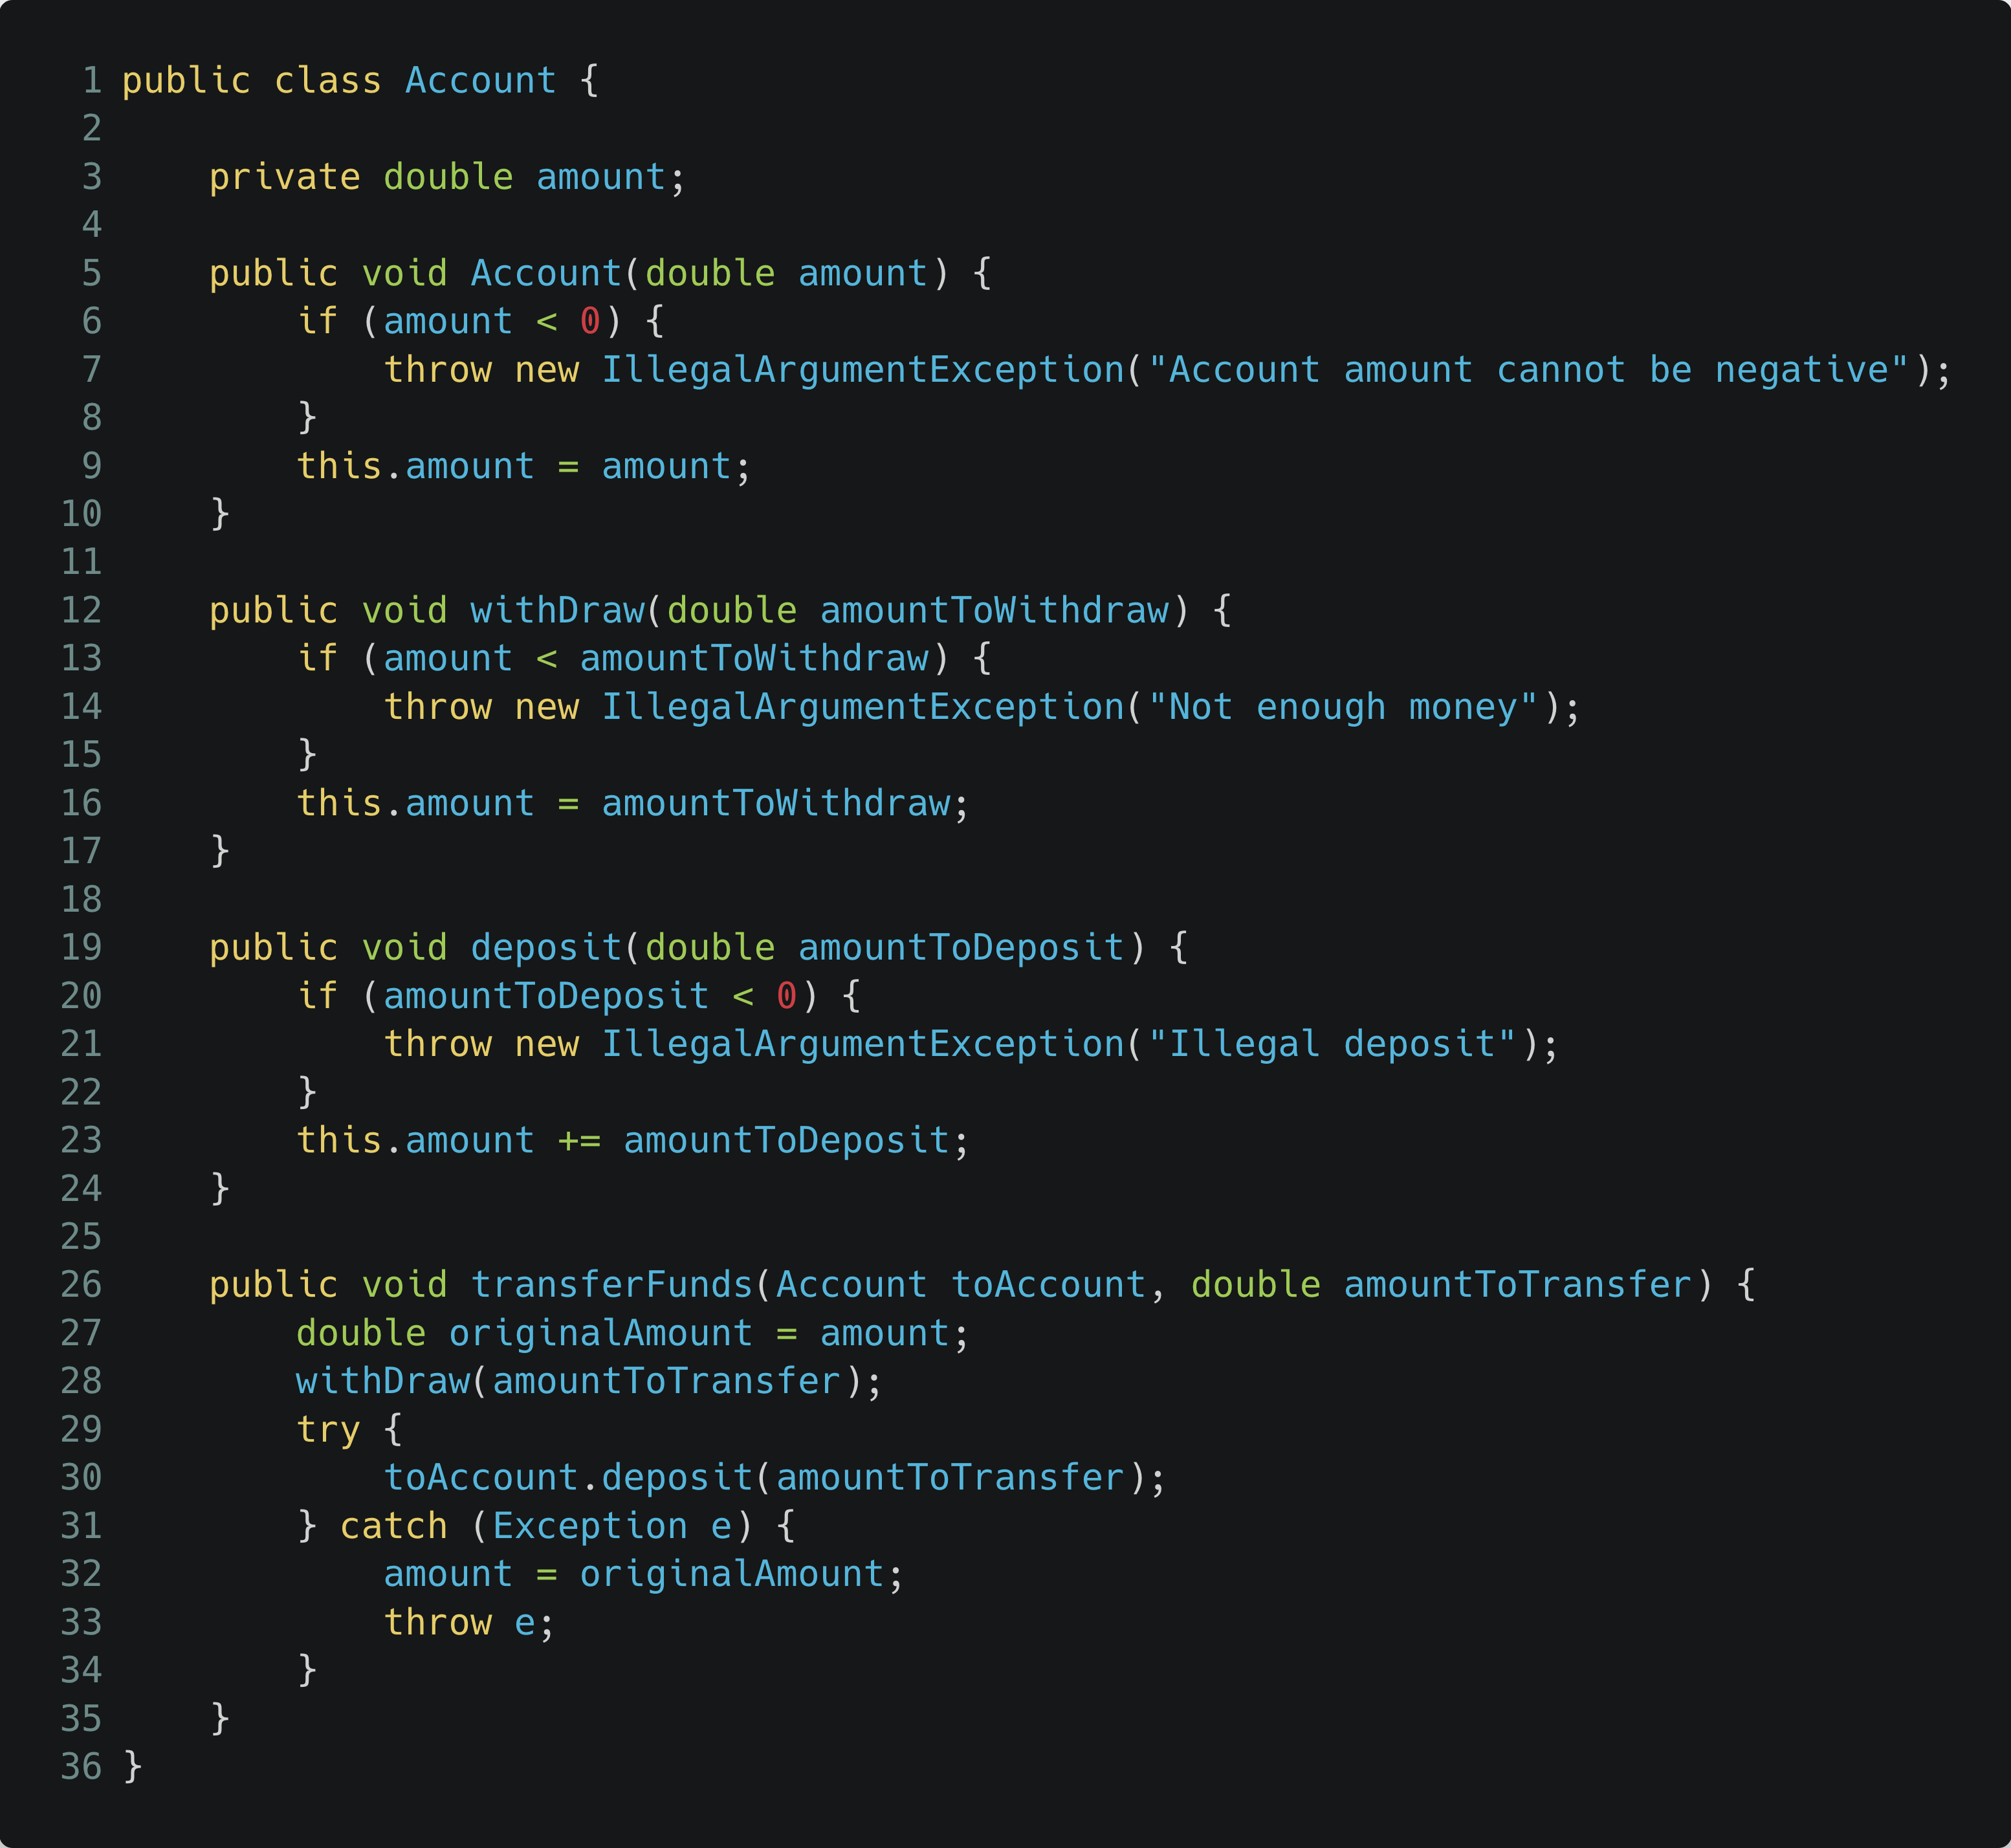 1 public class Account {
2
3     private double amount;
4
5     public void Account(double amount) {
6         if (amount < 0) {
7             throw new IllegalArgumentException("Account amount cannot be negative");
8         }
9         this.amount = amount;
10     }
11
12     public void withDraw(double amountToWithdraw) {
13         if (amount < amountToWithdraw) {
14             throw new IllegalArgumentException("Not enough money");
15         }
16         this.amount = amountToWithdraw;
17     }
18
19     public void deposit(double amountToDeposit) {
20         if (amountToDeposit < 0) {
21             throw new IllegalArgumentException("Illegal deposit");
22         }
23         this.amount += amountToDeposit;
24     }
25
26     public void transferFunds(Account toAccount, double amountToTransfer) {
27         double originalAmount = amount;
28         withDraw(amountToTransfer);
29         try {
30             toAccount.deposit(amountToTransfer);
31         } catch (Exception e) {
32             amount = originalAmount;
33             throw e;
34         }
35     }
36 }